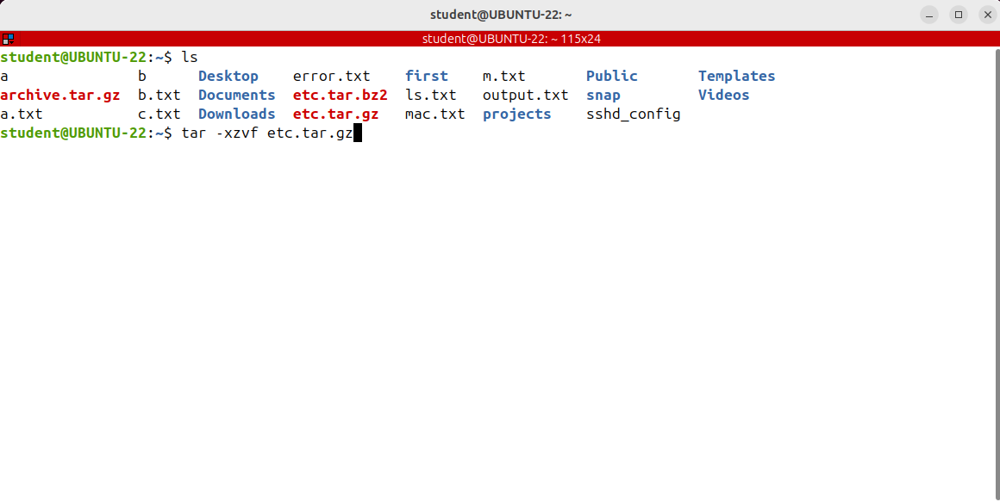 student@UBUNTU-22: ~
student@UBUNTU-22: ~ 115x24
student@UBUNTU-22:~$ ls
a               b      Desktop    error.txt    first    m.txt       Public       Templates
archive.tar.gz  b.txt  Documents  etc.tar.bz2  ls.txt   output.txt  snap         Videos
a.txt           c.txt  Downloads  etc.tar.gz   mac.txt  projects    sshd_config
student@UBUNTU-22:~$ tar -xzvf etc.tar.gz